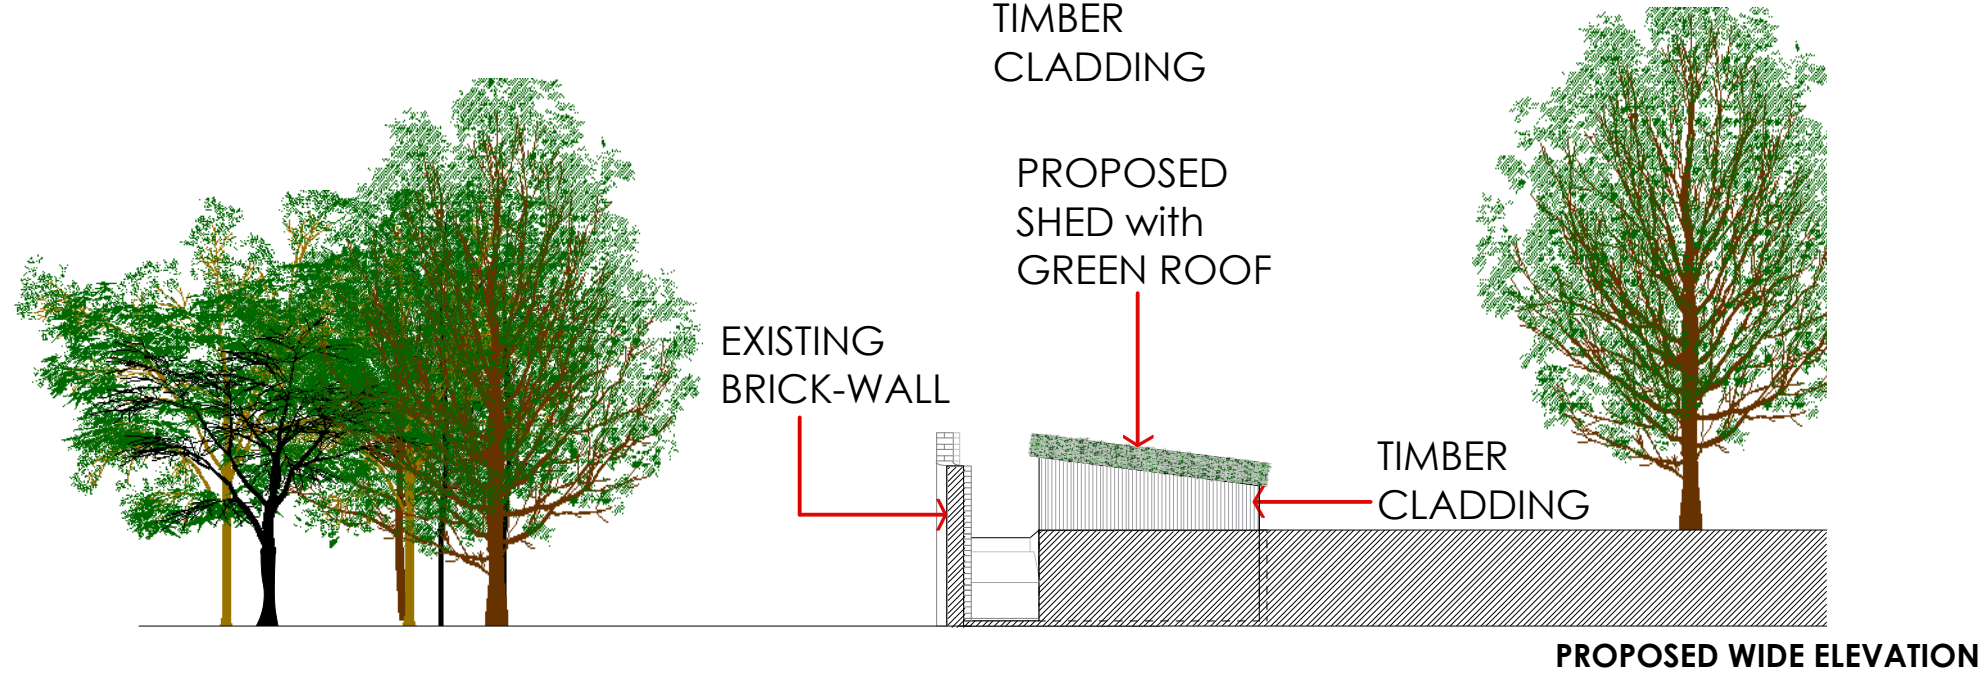 TIMBER
CLADDING
PROPOSED
SHED with
GREEN ROOF
EXISTING
BRICK-WALL
TIMBER
CLADDING
PROPOSED WIDE ELEVATION